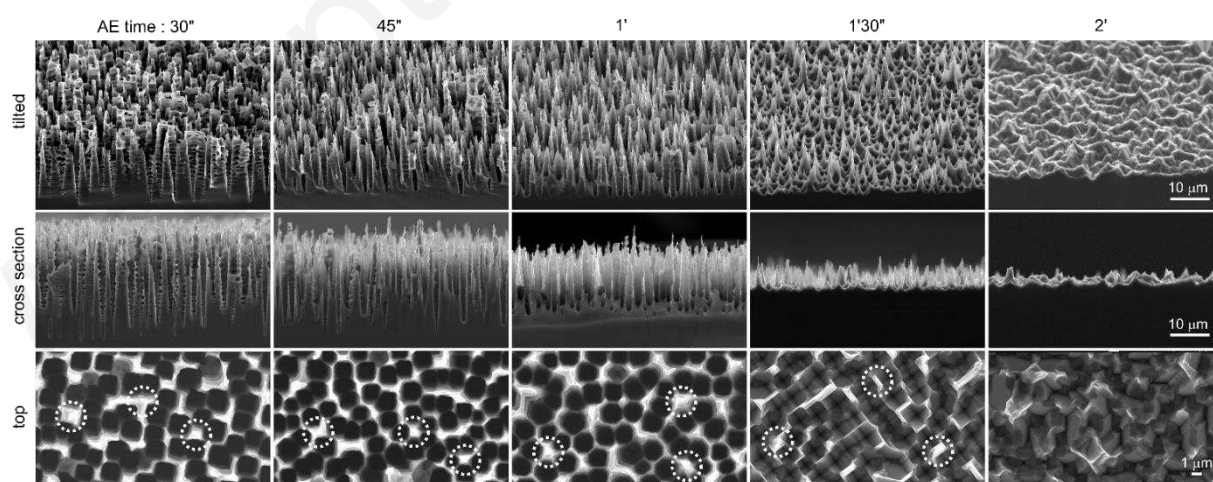 AE time : 30" 45" 1' 1'30" 2'
tilted
10 μm
cross section
10 μm
top
1 μm